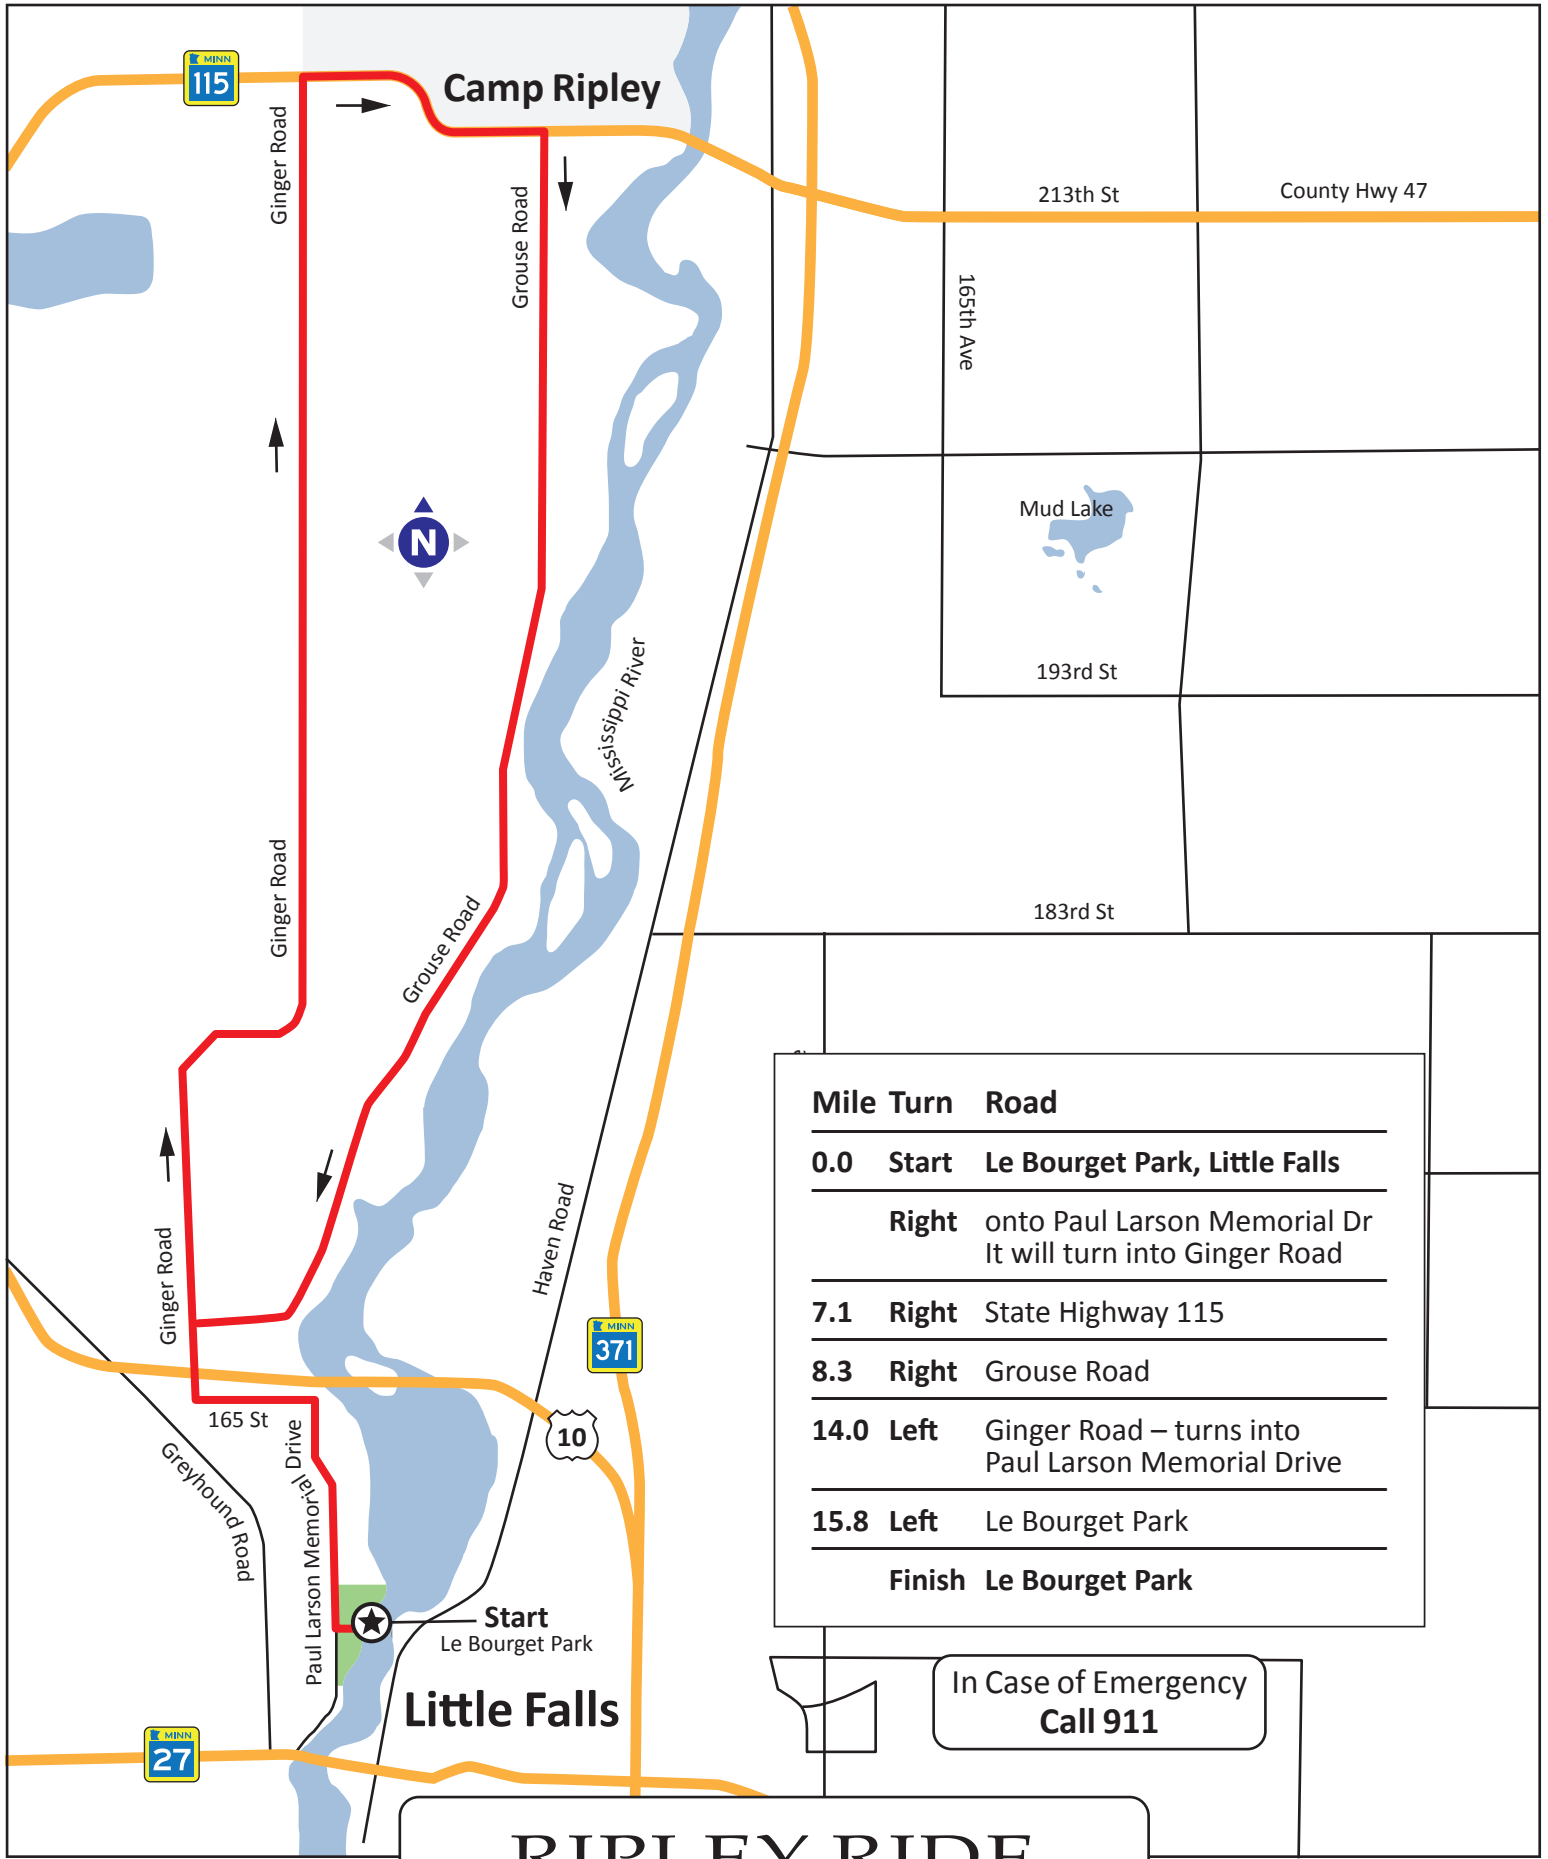 MINN
115
Camp Ripley
Ginger Road
Grouse Road
213th St
County Hwy 47
165th Ave
N
Mud Lake
Mississippi River
193rd St
Ginger Road
Grouse Road
183rd St
Mile Turn Road
0.0 Start Le Bourget Park, Little Falls
Right onto Paul Larson Memorial Dr
It will turn into Ginger Road
7.1 Right State Highway 115
8.3 Right Grouse Road
14.0 Left Ginger Road – turns into
Paul Larson Memorial Drive
15.8 Left Le Bourget Park
Finish Le Bourget Park
Haven Road
Ginger Road
MINN
371
165 St
10
Greyhound Road
Paul Larson Memorial Drive
Start
Le Bourget Park
Little Falls
In Case of Emergency
Call 911
MINN
27
RIPLEY RIDE